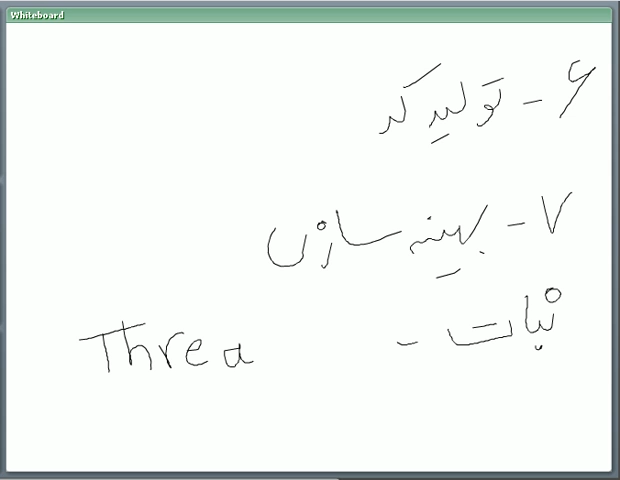 Whiteboard
۶ - تولید کد
۷ - بهینه سازی
ثبات - Threa